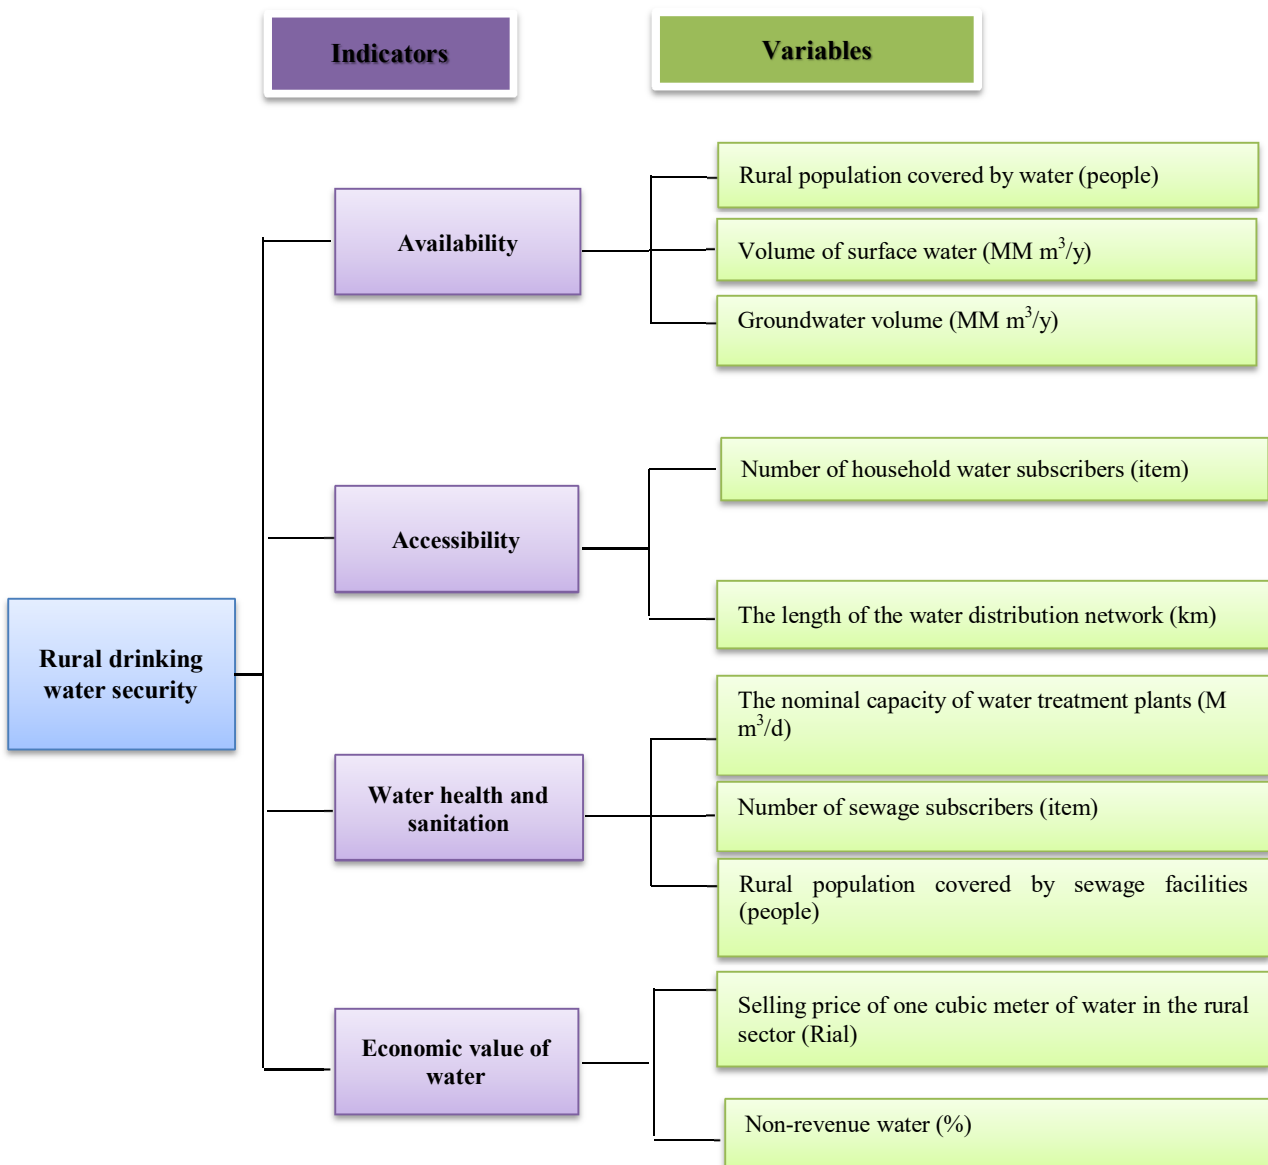 Indicators
Variables
Rural drinking
water security
Availability
Rural population covered by water (people)
Volume of surface water (MM m³/y)
Groundwater volume (MM m³/y)
Accessibility
Number of household water subscribers (item)
The length of the water distribution network (km)
Water health and
sanitation
The nominal capacity of water treatment plants (M
m³/d)
Number of sewage subscribers (item)
Rural population covered by sewage facilities
(people)
Economic value of
water
Selling price of one cubic meter of water in the rural
sector (Rial)
Non-revenue water (%)